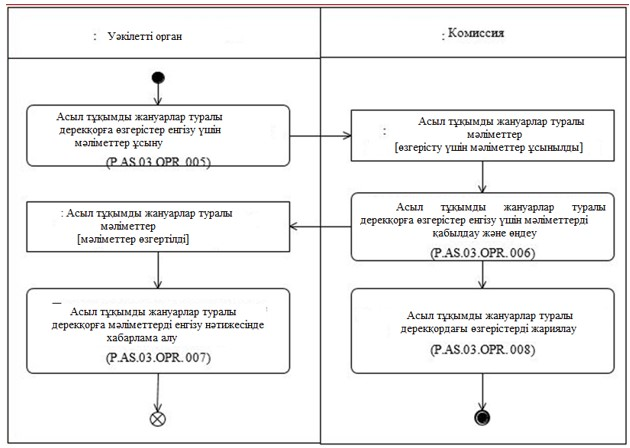 : Уәкілетті орган
: Комиссия
Асыл тұқымды жануарлар туралы
дерекқорға өзгерістер енгізу үшін
мәліметтер ұсыну
(P.AS.03.OPR. 005)
: Асыл тұқымды жануарлар туралы
мәліметтер
[өзгерісту үшін мәліметтер ұсынылды]
Асыл тұқымды жануарлар туралы
дерекқорға өзгерістер енгізу үшін мәліметтерді
қабылдау және өңдеу
(P.AS.03.OPR. 006)
: Асыл тұқымды жануарлар туралы
мәліметтер
[мәліметтер өзгертілді]
Асыл тұқымды жануарлар туралы
дерекқорға мәліметтерді енгізу нәтижесінде
хабарлама алу
(P.AS.03.OPR. 007)
Асыл тұқымды жануарлар туралы
дерекқордағы өзгерістерді жариялау
(P.AS.03.OPR. 008)